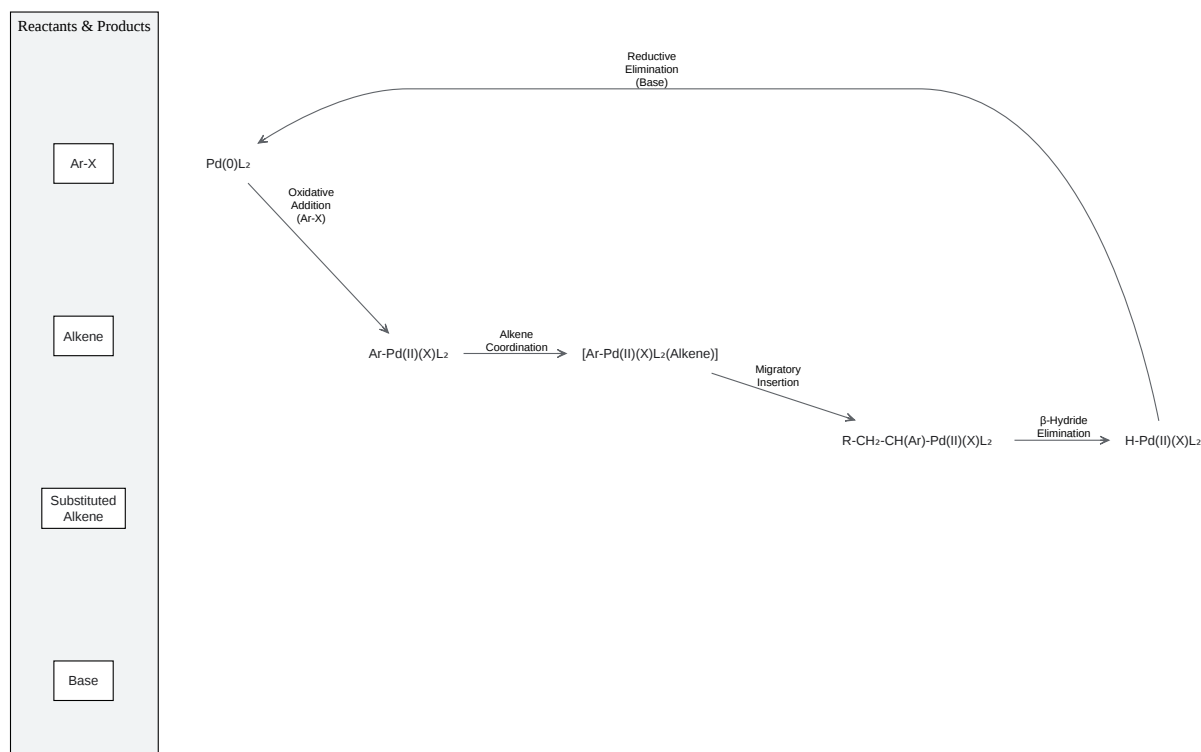 Reactants & Products
Ar-X
Alkene
Substituted
Alkene
Base
Reductive
Elimination
(Base)
Pd(0)L₂
Oxidative
Addition
(Ar-X)
Ar-Pd(II)(X)L₂
Alkene
Coordination
[Ar-Pd(II)(X)L₂(Alkene)]
Migratory
Insertion
R-CH₂-CH(Ar)-Pd(II)(X)L₂
β-Hydride
Elimination
H-Pd(II)(X)L₂